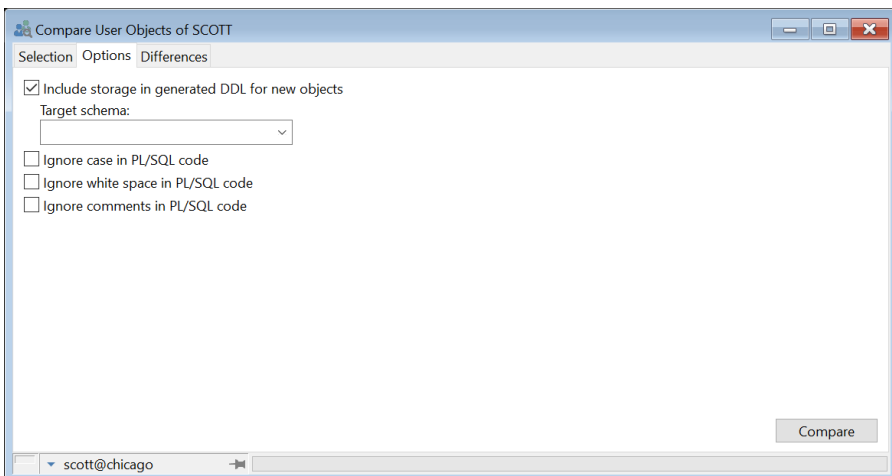 Compare User Objects of SCOTT
Selection Options Differences
Include storage in generated DDL for new objects
Target schema:
Ignore case in PL/SQL code
Ignore white space in PL/SQL code
Ignore comments in PL/SQL code
Compare
scott@chicago